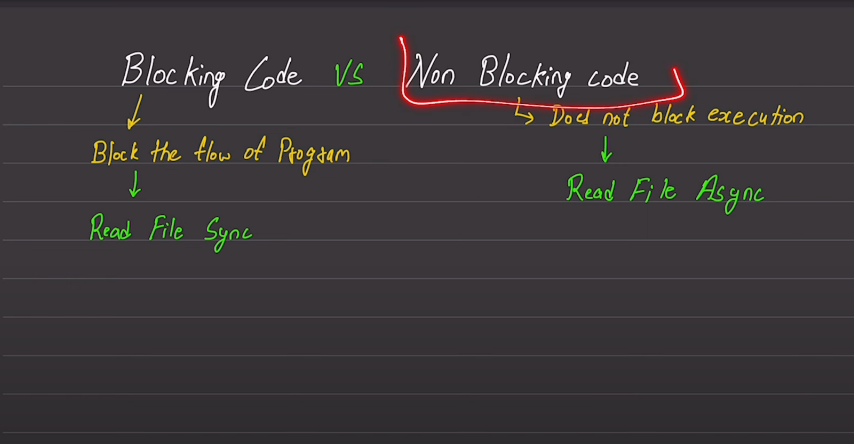 Blocking Code VS Non Blocking code
Does not block execution
Block the flow of Program
Read File Async
Read File Sync